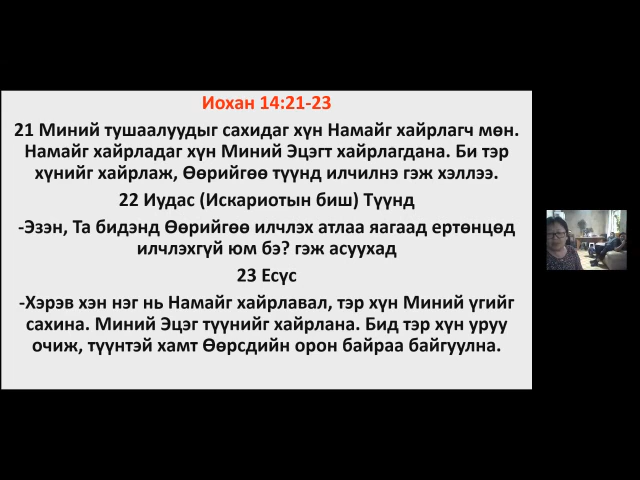 Иохан 14:21-23
21 Миний тушаалуудыг сахидаг хүн Намайг хайрлагч мөн.
Намайг хайрладаг хүн Миний Эцэгт хайрлагдана. Би тэр
хүнийг хайрлаж, Өөрийгөө түүнд илчилнэ гэж хэллээ.
22 Иудас (Искариотын биш) Түүнд
-Эзэн, Та бидэнд Өөрийгөө илчлэх атлаа яагаад ертөнцөд
илчлэхгүй юм бэ? гэж асуухад
23 Есүс
-Хэрэв хэн нэг нь Намайг хайрлавал, тэр хүн Миний үгийг
сахина. Миний Эцэг түүнийг хайрлана. Бид тэр хүн уруу
очиж, түүнтэй хамт Өөрсдийн орон байраа байгуулна.